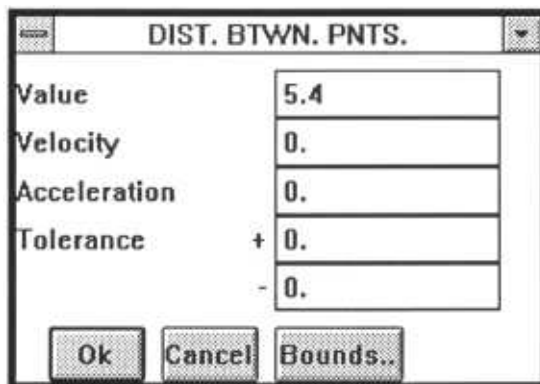 DIST. BTWN. PNTS.
Value 5.4
Velocity 0.
Acceleration 0.
Tolerance + 0.
- 0.
Ok Cancel Bounds..